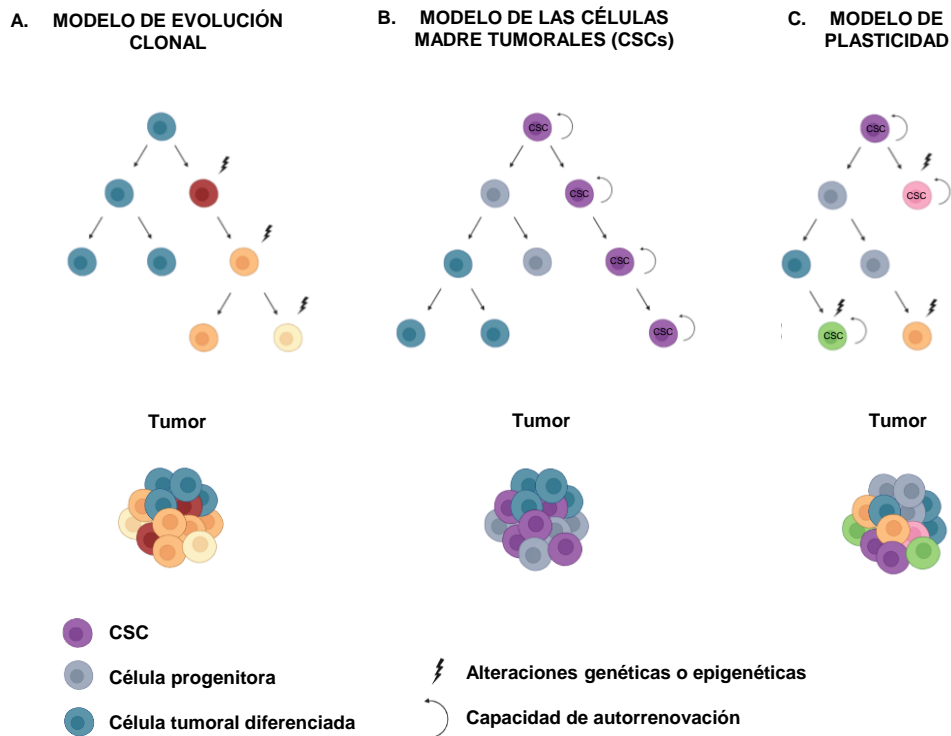 A. MODELO DE EVOLUCIÓN
CLONAL
B. MODELO DE LAS CÉLULAS
MADRE TUMORALES (CSCs)
C. MODELO DE
PLASTICIDAD
CSC
CSC
CSC
CSC
CSC
CSC
CSC
Tumor
Tumor
Tumor
CSC
Célula progenitora
Célula tumoral diferenciada
Alteraciones genéticas o epigenéticas
Capacidad de autorrenovación